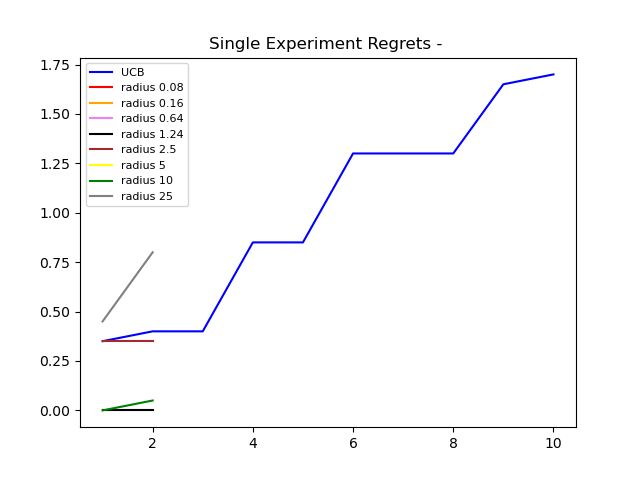 Single Experiment Regrets -
1.75
1.50
1.25
1.00
0.75
0.50
0.25
0.00
UCB
radius 0.08
radius 0.16
radius 0.64
radius 1.24
radius 2.5
radius 5
radius 10
radius 25
2 4 6 8 10